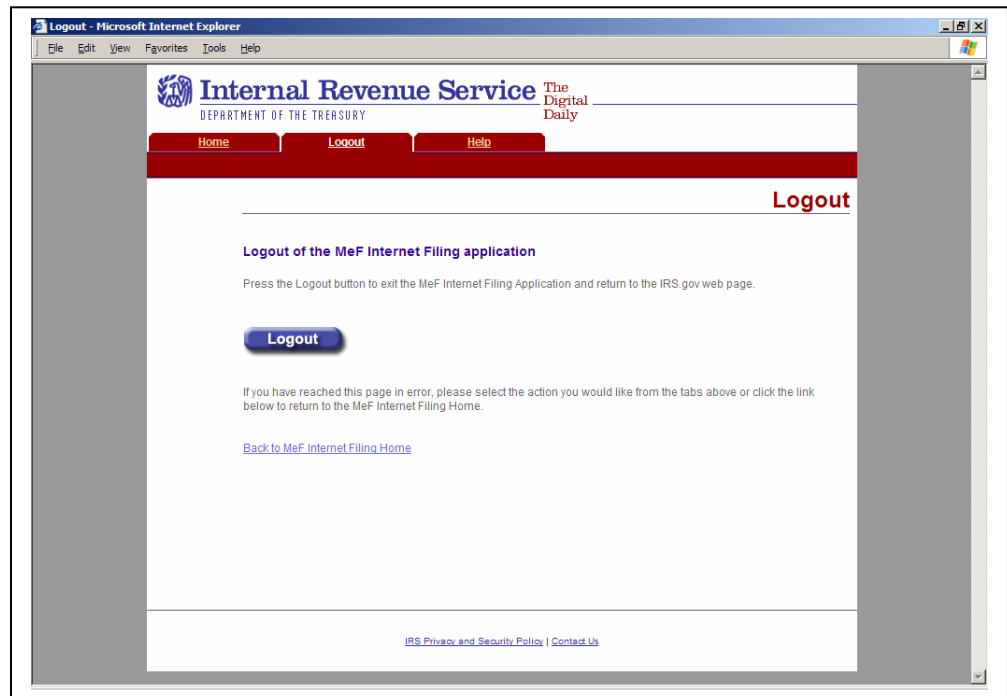 Logout - Microsoft Internet Explorer
File Edit View Favorites Tools Help
Internal Revenue Service
DEPARTMENT OF THE TREASURY
The
Digital
Daily
Home Logout Help
Logout
Logout of the MeF Internet Filing application
Press the Logout button to exit the MeF Internet Filing Application and return to the IRS.gov web page.
Logout
If you have reached this page in error, please select the action you would like from the tabs above or click the link
below to return to the MeF Internet Filing Home.
Back to MeF Internet Filing Home
IRS Privacy and Security Policy | Contact Us